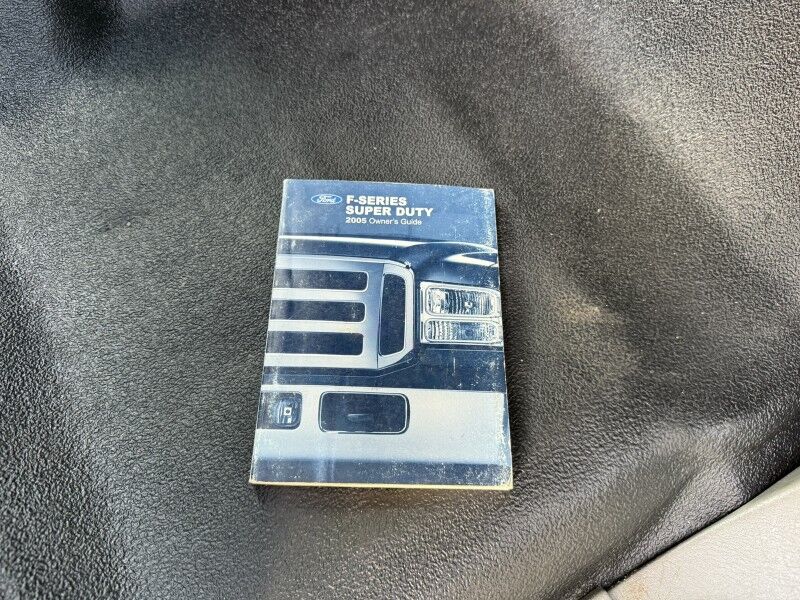 Ford
F-SERIES
SUPER DUTY
2005 Owner's Guide